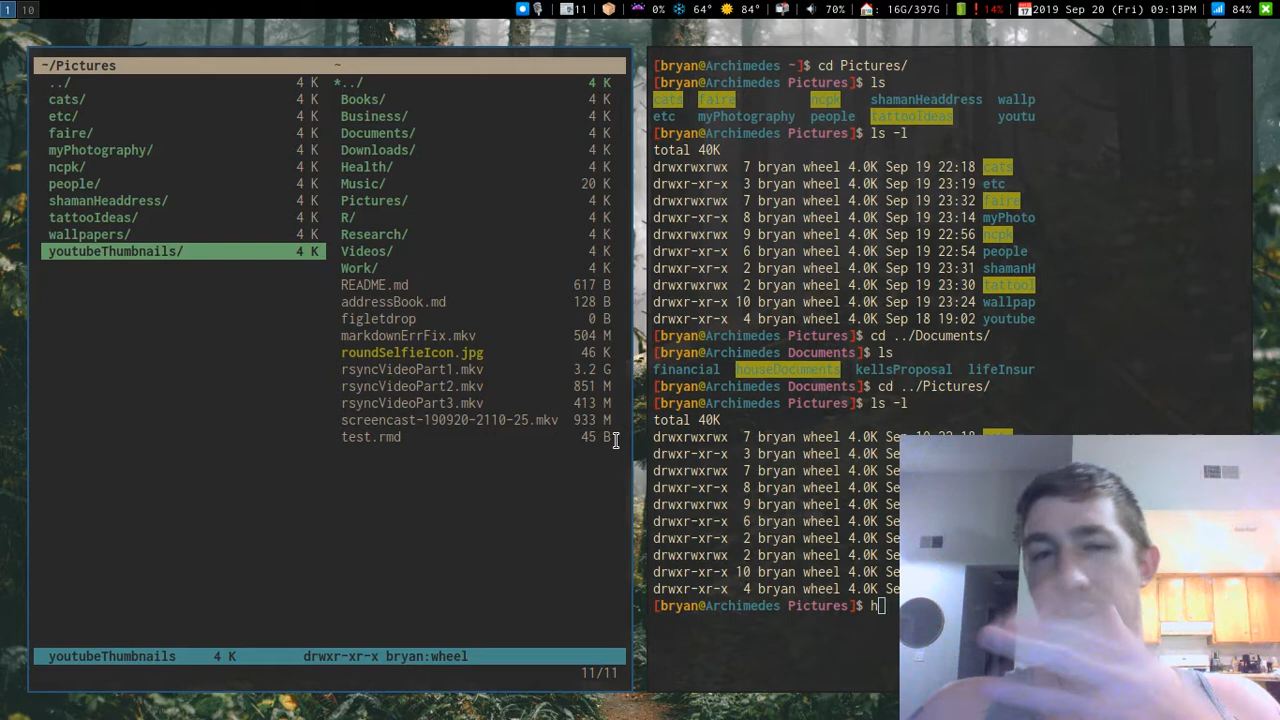 1 10 11 0% 64° 84° 70% : 16G/397G ! 14% 2019 Sep 20 (Fri) 09:13PM 84%
~/Pictures ~
../ 4 K
cats/ 4 K
etc/ 4 K
faire/ 4 K
myPhotography/ 4 K
ncpk/ 4 K
people/ 4 K
shamanHeaddress/ 4 K
tattooIdeas/ 4 K
wallpapers/ 4 K
youtubeThumbnails/ 4 K
*../ 4 K
Books/ 4 K
Business/ 4 K
Documents/ 4 K
Downloads/ 4 K
Health/ 4 K
Music/ 20 K
Pictures/ 4 K
R/ 4 K
Research/ 4 K
Videos/ 4 K
Work/ 4 K
README.md 617 B
addressBook.md 128 B
figletdrop 0 B
markdownErrFix.mkv 504 M
roundSelfieIcon.jpg 46 K
rsyncVideoPart1.mkv 3.2 G
rsyncVideoPart2.mkv 851 M
rsyncVideoPart3.mkv 413 M
screencast-190920-2110-25.mkv 933 M
test.rmd 45 B
youtubeThumbnails 4 K drwxr-xr-x bryan:wheel
11/11
[bryan@Archimedes ~]$ cd Pictures/
[bryan@Archimedes Pictures]$ ls
cats faire ncpk shamanHeaddress wallp
etc myPhotography people tattooIdeas youtu
[bryan@Archimedes Pictures]$ ls -l
total 40K
drwxrwxrwx 7 bryan wheel 4.0K Sep 19 22:18 cats
drwxr-xr-x 3 bryan wheel 4.0K Sep 19 23:19 etc
drwxrwxrwx 7 bryan wheel 4.0K Sep 19 23:32 faire
drwxr-xr-x 8 bryan wheel 4.0K Sep 19 23:14 myPhoto
drwxrwxrwx 9 bryan wheel 4.0K Sep 19 22:56 ncpk
drwxr-xr-x 6 bryan wheel 4.0K Sep 19 22:54 people
drwxr-xr-x 2 bryan wheel 4.0K Sep 19 23:31 shamanH
drwxrwxrwx 2 bryan wheel 4.0K Sep 19 23:30 tattooI
drwxr-xr-x 10 bryan wheel 4.0K Sep 19 23:24 wallpap
drwxr-xr-x 4 bryan wheel 4.0K Sep 18 19:02 youtube
[bryan@Archimedes Pictures]$ cd ../Documents/
[bryan@Archimedes Documents]$ ls
financial houseDocuments kellsProposal lifeInsur
[bryan@Archimedes Documents]$ cd ../Pictures/
[bryan@Archimedes Pictures]$ ls -l
total 40K
drwxrwxrwx 7 bryan wheel 4.0K
drwxr-xr-x 3 bryan wheel 4.0K Se
drwxrwxrwx 7 bryan wheel 4.0K Se
drwxr-xr-x 8 bryan wheel 4.0K Se
drwxrwxrwx 9 bryan wheel 4.0K Se
drwxr-xr-x 6 bryan wheel 4.0K Se
drwxr-xr-x 2 bryan wheel 4.0K Se
drwxrwxrwx 2 bryan wheel 4.0K Se
drwxr-xr-x 10 bryan wheel 4.0K Se
drwxr-xr-x 4 bryan wheel 4.0K Se
[bryan@Archimedes Pictures]$ h